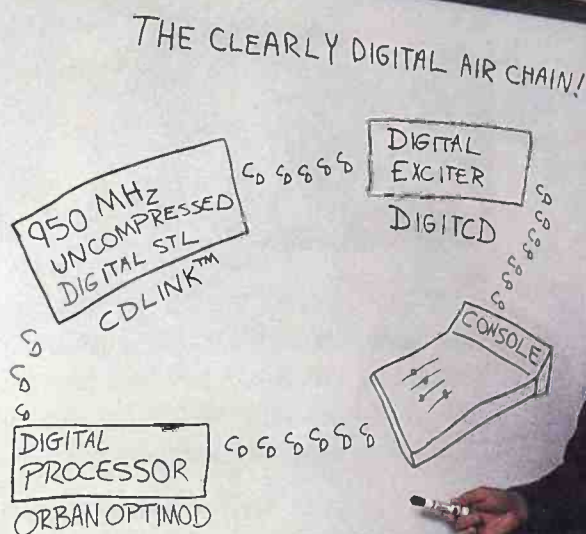 THE CLEARLY DIGITAL AIR CHAIN!
950 MHz
UNCOMPRESSED
DIGITAL STL
CDLINK™
DIGITAL
EXCITER
DIGITCD
CONSOLE
DIGITAL
PROCESSOR
ORBAN OPTIMOD